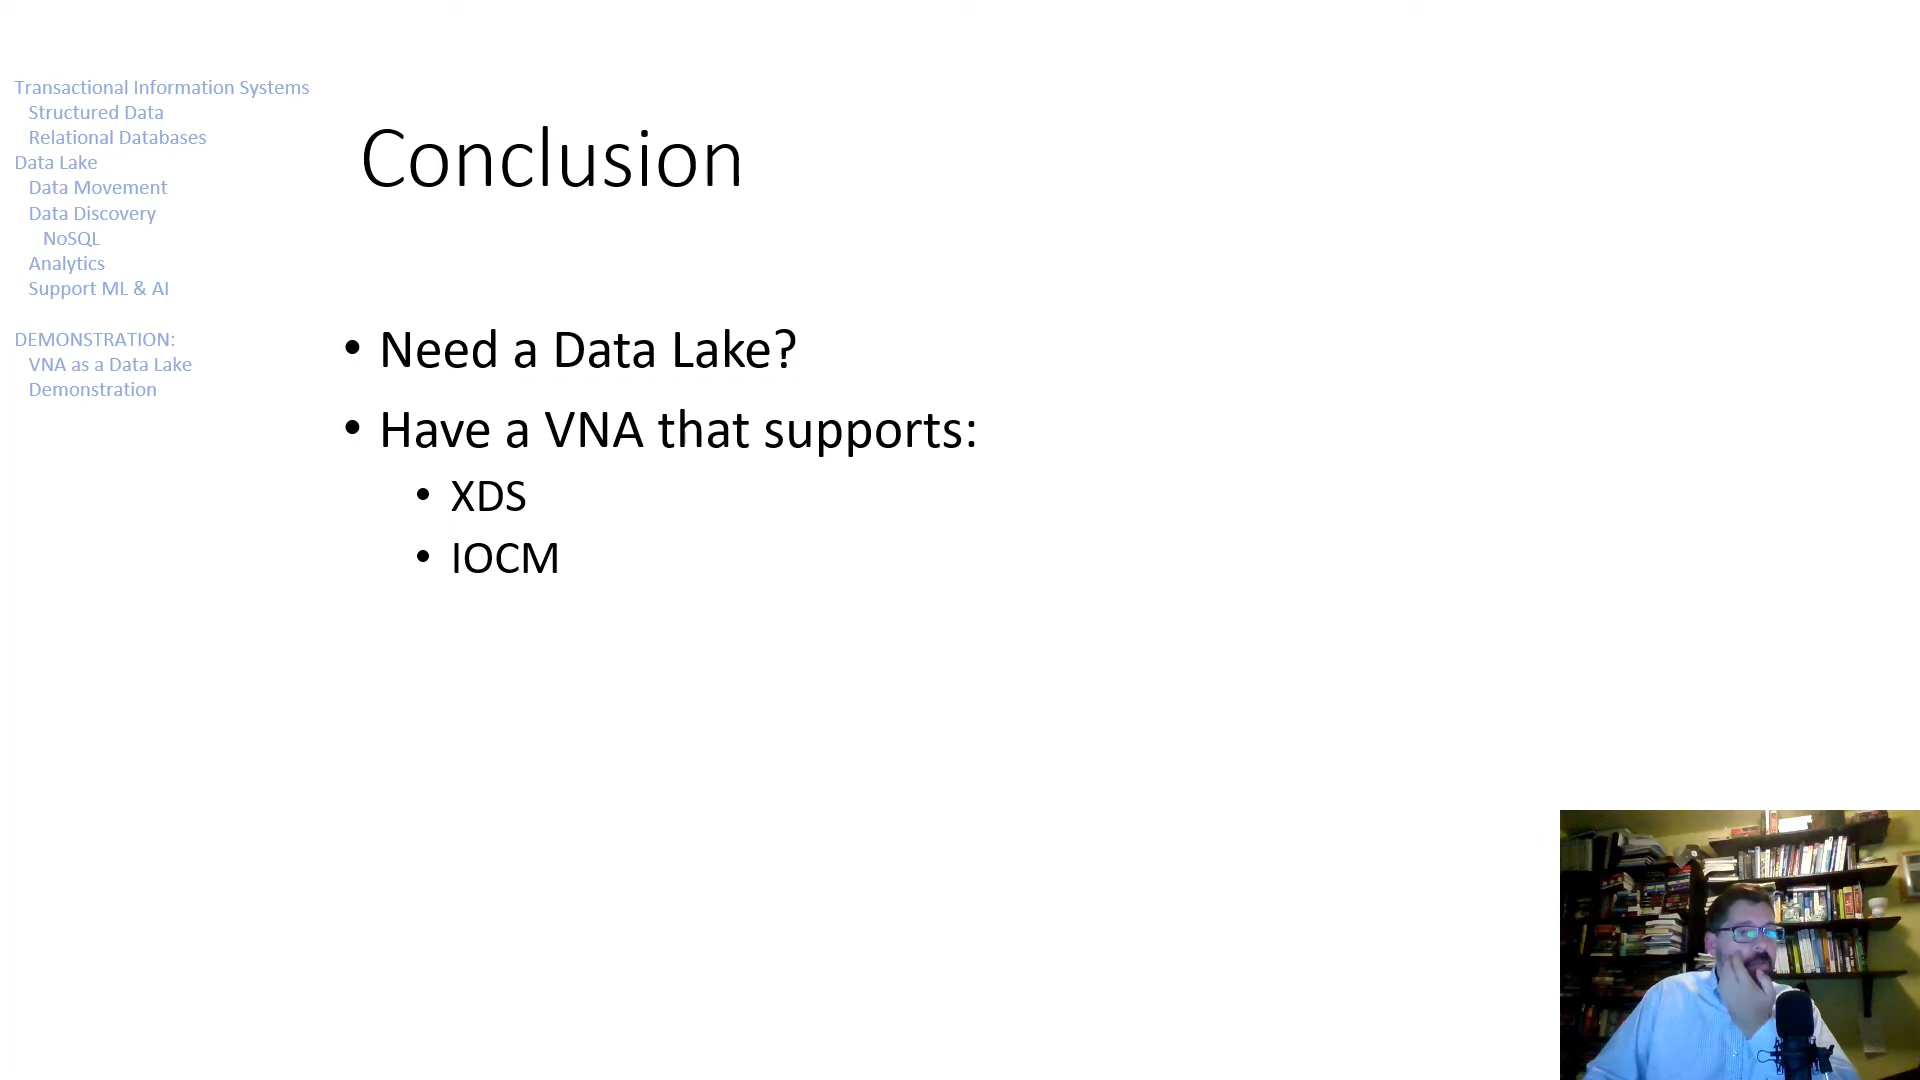 Transactional Information Systems
Structured Data
Relational Databases
Data Lake
Data Movement
Data Discovery
NoSQL
Analytics
Support ML & AI
DEMONSTRATION:
VNA as a Data Lake
Demonstration
Conclusion
• Need a Data Lake?
• Have a VNA that supports:
• XDS
• IOCM